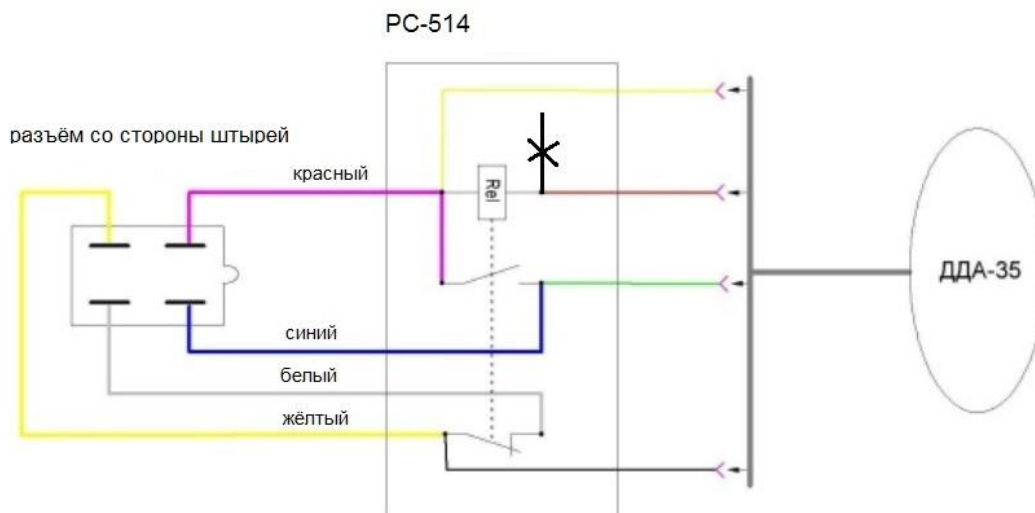 РС-514
разъём со стороны штырей
красный
Rel
ДДА-35
синий
белый
жёлтый